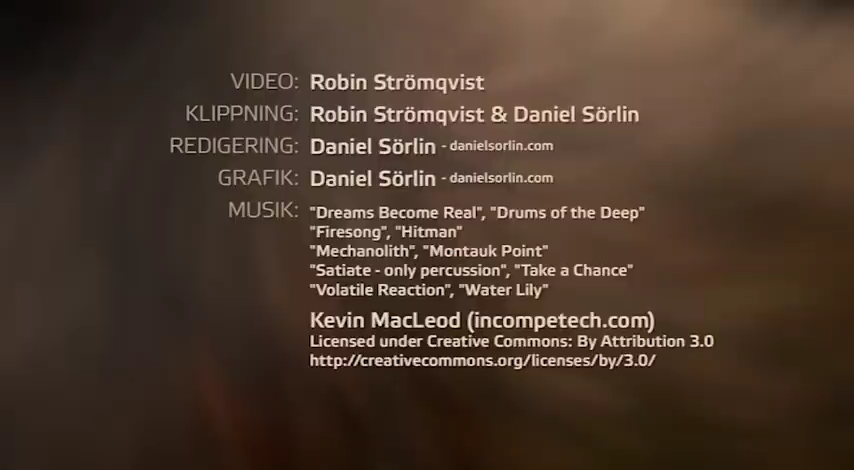 VIDEO: Robin Strömqvist
KLIPPNING: Robin Strömqvist & Daniel Sörlin
REDIGERING: Daniel Sörlin - danielsorlin.com
GRAFIK: Daniel Sörlin - danielsorlin.com
MUSIK: "Dreams Become Real", "Drums of the Deep"
"Firesong", "Hitman"
"Mechanolith", "Montauk Point"
"Satiate - only percussion", "Take a Chance"
"Volatile Reaction", "Water Lily"
Kevin MacLeod (incompetech.com)
Licensed under Creative Commons: By Attribution 3.0
http://creativecommons.org/licenses/by/3.0/